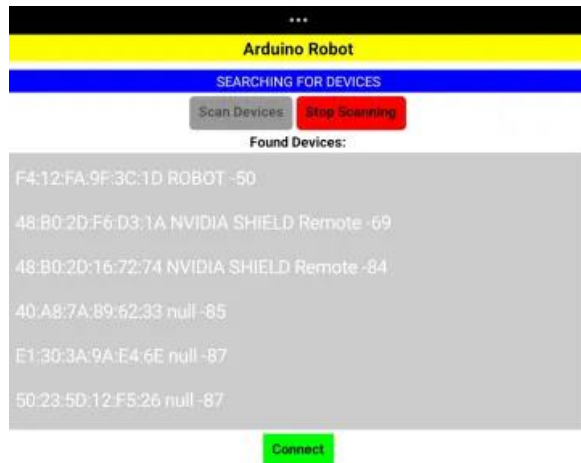 Arduino Robot
SEARCHING FOR DEVICES
Scan Devices Stop Scanning
Found Devices:
F4:12:FA:9F:3C:1D ROBOT -50
48:B0:2D:F6:D3:1A NVIDIA SHIELD Remote -69
48:B0:2D:16:72:74 NVIDIA SHIELD Remote -84
40:A8:7A:89:62:33 null -85
E1:30:3A:9A:E4:6E null -87
50:23:5D:12:F5:26 null -87
Connect